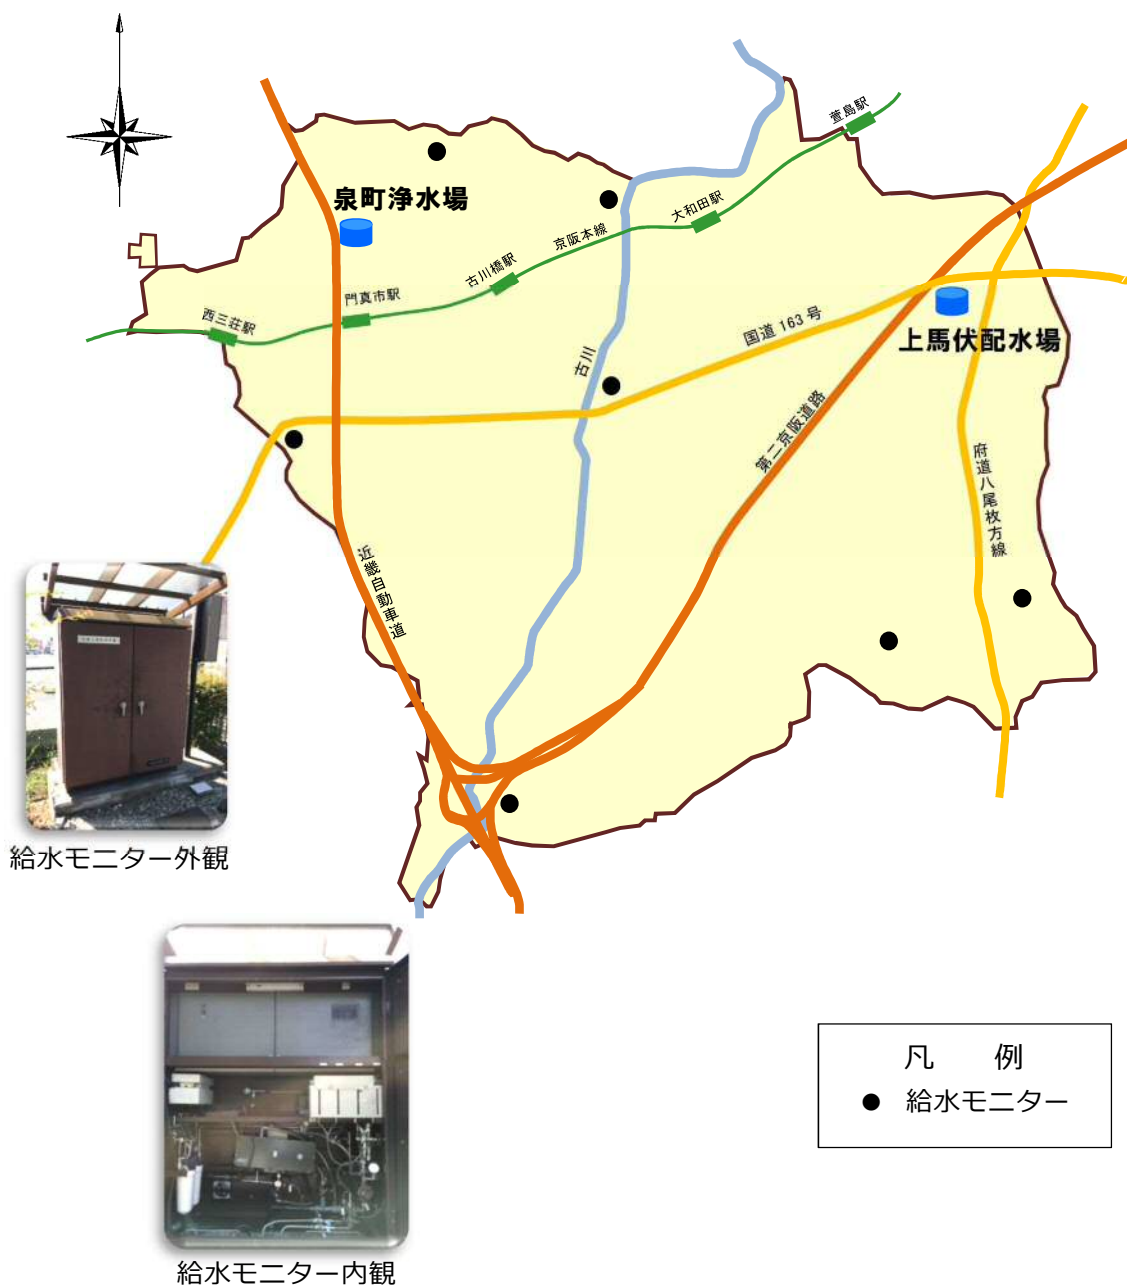 萱島駅
泉町浄水場
大和田駅
京阪本線
古川橋駅
門真市駅
西三荘駅
国道 163 号
上馬伏配水場
古川
第二京阪道路
府道八尾枚方線
近畿自動車道
給水モニター外観
凡 例
● 給水モニター
給水モニター内観